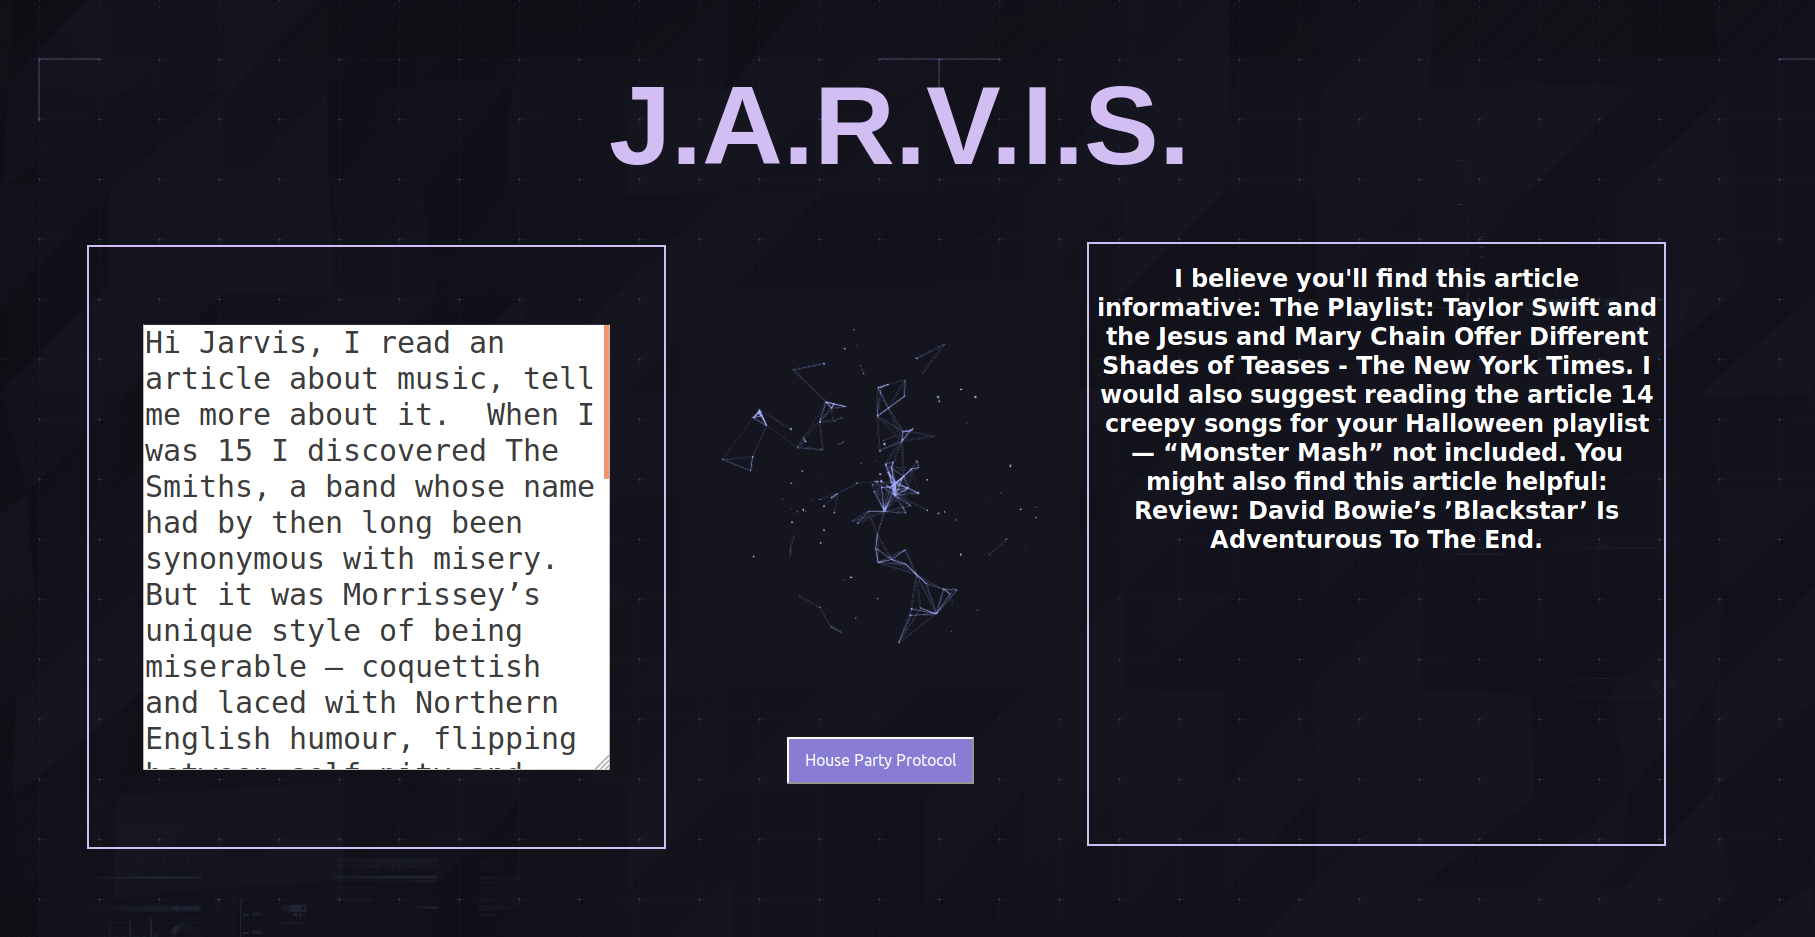 J.A.R.V.I.S.
Hi Jarvis, I read an
article about music, tell
me more about it.  When I
was 15 I discovered The
Smiths, a band whose name
had by then long been
synonymous with misery.
But it was Morrissey’s
unique style of being
miserable — coquettish
and laced with Northern
English humour, flipping
between self-pity and
House Party Protocol
I believe you'll find this article
informative: The Playlist: Taylor Swift and
the Jesus and Mary Chain Offer Different
Shades of Teases - The New York Times. I
would also suggest reading the article 14
creepy songs for your Halloween playlist
— “Monster Mash” not included. You
might also find this article helpful:
Review: David Bowie’s ’Blackstar’ Is
Adventurous To The End.